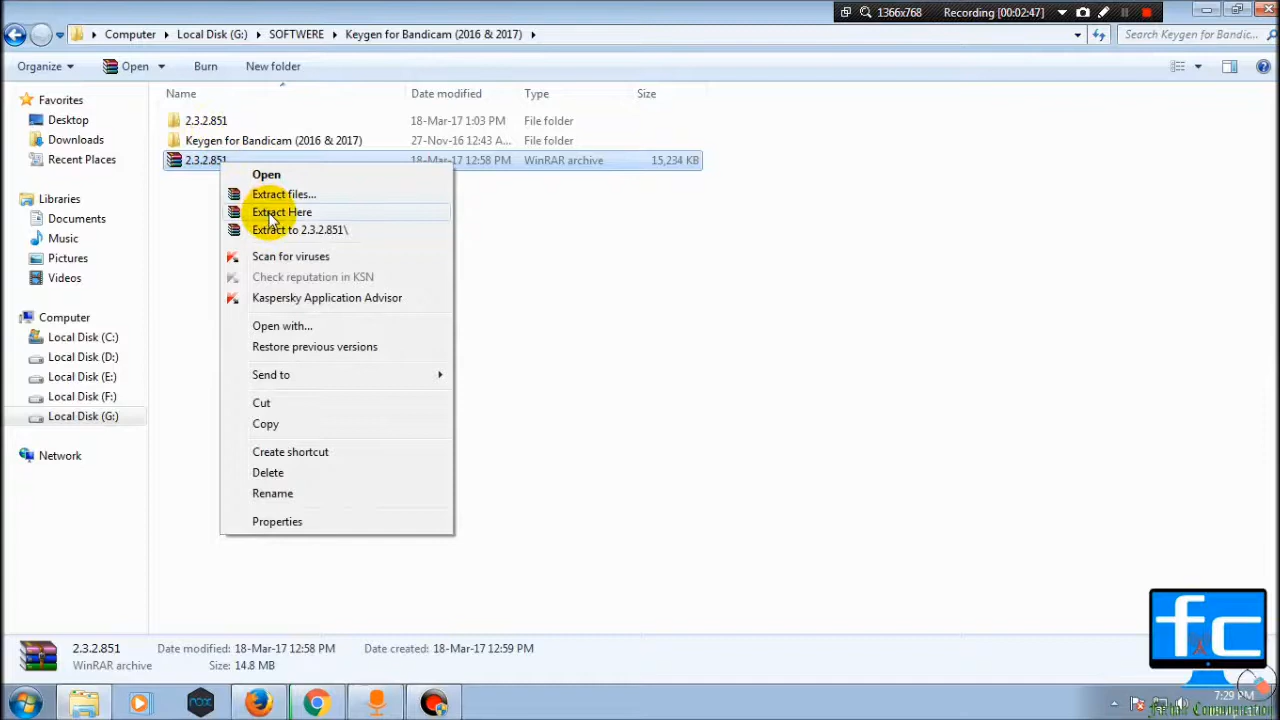 1366x768 Recording [00:02:47]
Computer Local Disk (G:) SOFTWERE Keygen for Bandicam (2016 & 2017) Search Keygen for Bandic...
Organize Open Burn New folder
Name Date modified Type Size
Favorites
Desktop
Downloads
Recent Places
Libraries
Documents
Music
Pictures
Videos
Computer
Local Disk (C:)
Local Disk (D:)
Local Disk (E:)
Local Disk (F:)
Local Disk (G:)
Network
2.3.2.851 18-Mar-17 1:03 PM File folder
Keygen for Bandicam (2016 & 2017) 27-Nov-16 12:43 A... File folder
2.3.2.851 18-Mar-17 12:58 PM WinRAR archive 15,234 KB
Open
Extract files...
Extract Here
Extract to 2.3.2.851\
Scan for viruses
Check reputation in KSN
Kaspersky Application Advisor
Open with...
Restore previous versions
Send to
Cut
Copy
Create shortcut
Delete
Rename
Properties
2.3.2.851 Date modified: 18-Mar-17 12:58 PM Date created: 18-Mar-17 12:59 PM
WinRAR archive Size: 14.8 MB
fc
nox
7:29 PM
Communication